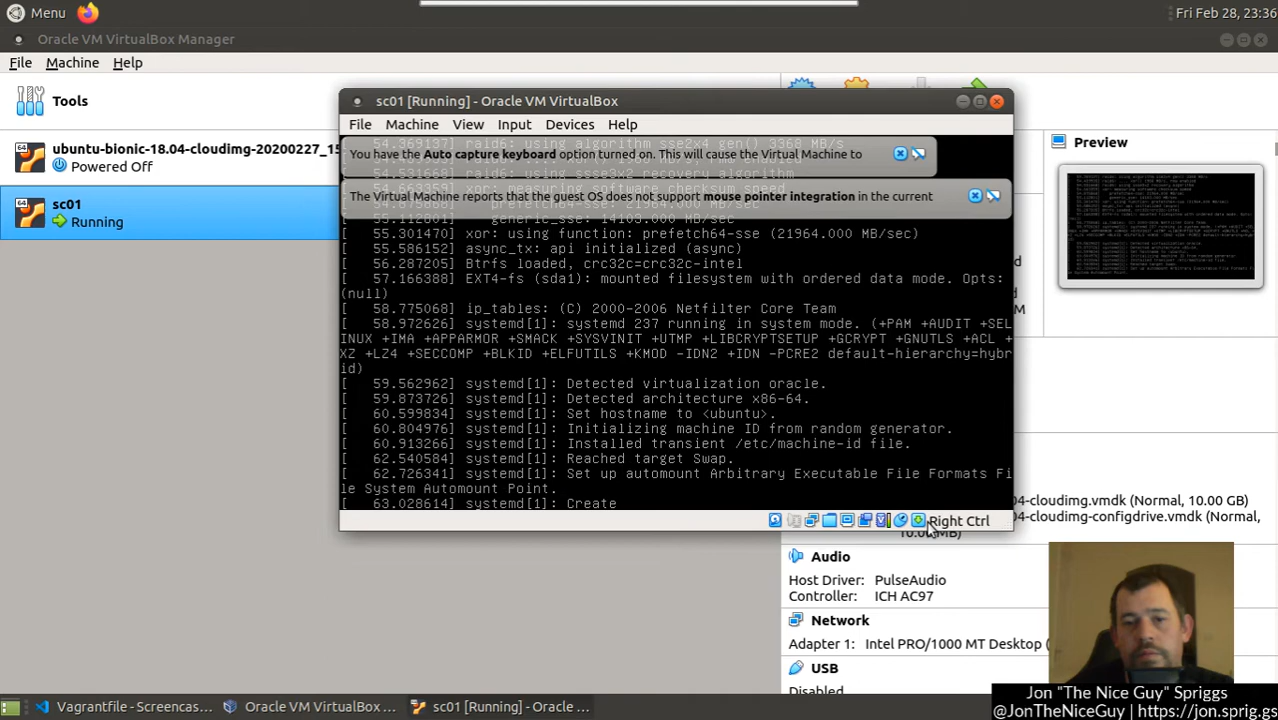 Menu
Fri Feb 28, 23:36
Oracle VM VirtualBox Manager
File Machine Help
Tools
64
ubuntu-bionic-18.04-cloudimg-20200227_15
Powered Off
64
sc01
Running
sc01 [Running] - Oracle VM VirtualBox
File Machine View Input Devices Help
You have the Auto capture keyboard option turned on. This will cause the Virtual Machine to
The Virtual Machine reports that the guest OS does not support mouse pointer integration in the current
generic_sse: 14103.000 MB/sec
[ 55.301470] xor: using function: prefetch64-sse (21964.000 MB/sec)
[ 55.586152] async_tx: api initialized (async)
Btrfs loaded, crc32c=crc32c-intel
EXT4-fs (sda1): mounted filesystem with ordered data mode. Opts:
(null)
[ 58.775068] ip_tables: (C) 2000-2006 Netfilter Core Team
[ 58.972626] systemd[1]: systemd 237 running in system mode. (+PAM +AUDIT +SEL
INUX +IMA +APPARMOR +SMACK +SYSVINIT +UTMP +LIBCRYPTSETUP +GCRYPT +GNUTLS +ACL +
XZ +LZ4 +SECCOMP +BLKID +ELFUTILS +KMOD -IDN2 +IDN -PCRE2 default-hierarchy=hybr
id)
[ 59.562962] systemd[1]: Detected virtualization oracle.
[ 59.873726] systemd[1]: Detected architecture x86-64.
[ 60.599834] systemd[1]: Set hostname to <ubuntu>.
[ 60.804976] systemd[1]: Initializing machine ID from random generator.
[ 60.913266] systemd[1]: Installed transient /etc/machine-id file.
[ 62.540584] systemd[1]: Reached target Swap.
[ 62.726341] systemd[1]: Set up automount Arbitrary Executable File Formats Fi
le System Automount Point.
[ 63.028614] systemd[1]: Create
Right Ctrl
Preview
04-cloudimg.vmdk (Normal, 10.00 GB)
04-cloudimg-configdrive.vmdk (Normal,
10.00 MB)
Audio
Host Driver: PulseAudio
Controller: ICH AC97
Network
Adapter 1: Intel PRO/1000 MT Desktop (
USB
Disabled
Jon "The Nice Guy" Spriggs
@JonTheNiceGuy | https://jon.sprig.gs
Vagrantfile - Screencas...
Oracle VM VirtualBox ...
sc01 [Running] - Oracle ...